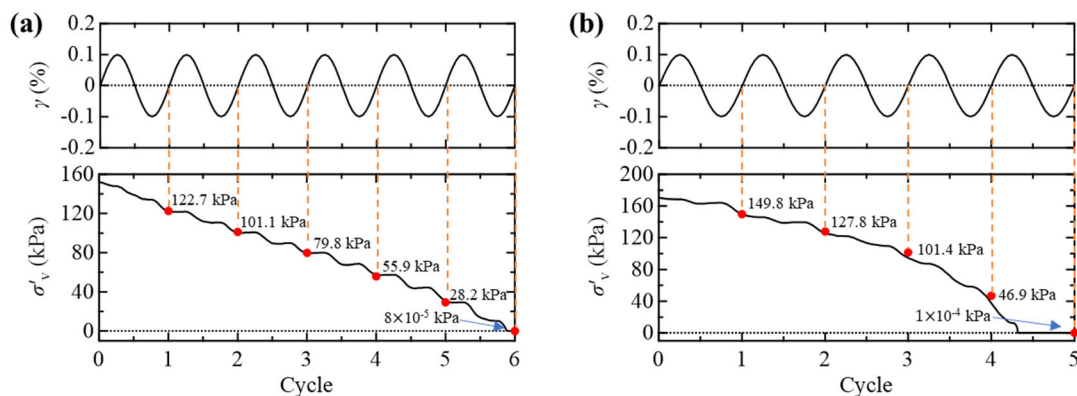 (a)
0.2
0.1
0
-0.1
-0.2
γ (%)
160
120
80
40
0
σ′v (kPa)
122.7 kPa
101.1 kPa
79.8 kPa
55.9 kPa
28.2 kPa
8×10-5 kPa
0 1 2 3 4 5 6
Cycle
(b)
0.2
0.1
0
-0.1
-0.2
γ (%)
200
160
120
80
40
0
σ′v (kPa)
149.8 kPa
127.8 kPa
101.4 kPa
46.9 kPa
1×10-4 kPa
0 1 2 3 4 5
Cycle